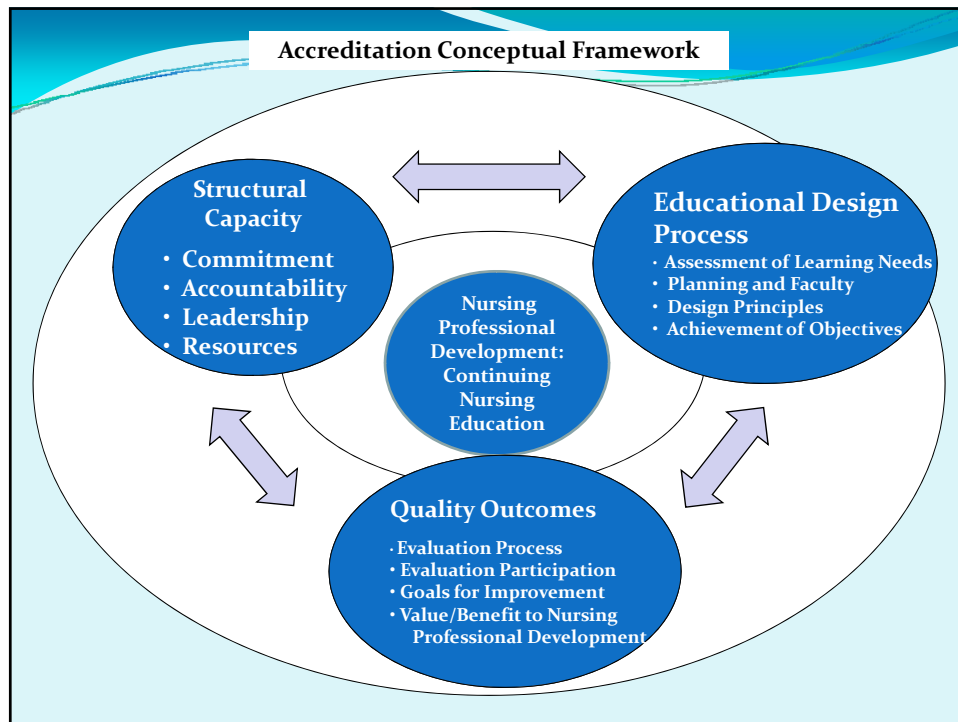 Accreditation Conceptual Framework
Structural
Capacity
• Commitment
• Accountability
• Leadership
• Resources
Educational Design
Process
• Assessment of Learning Needs
• Planning and Faculty
• Design Principles
• Achievement of Objectives
Nursing
Professional
Development:
Continuing
Nursing
Education
Quality Outcomes
• Evaluation Process
• Evaluation Participation
• Goals for Improvement
• Value/Benefit to Nursing
Professional Development